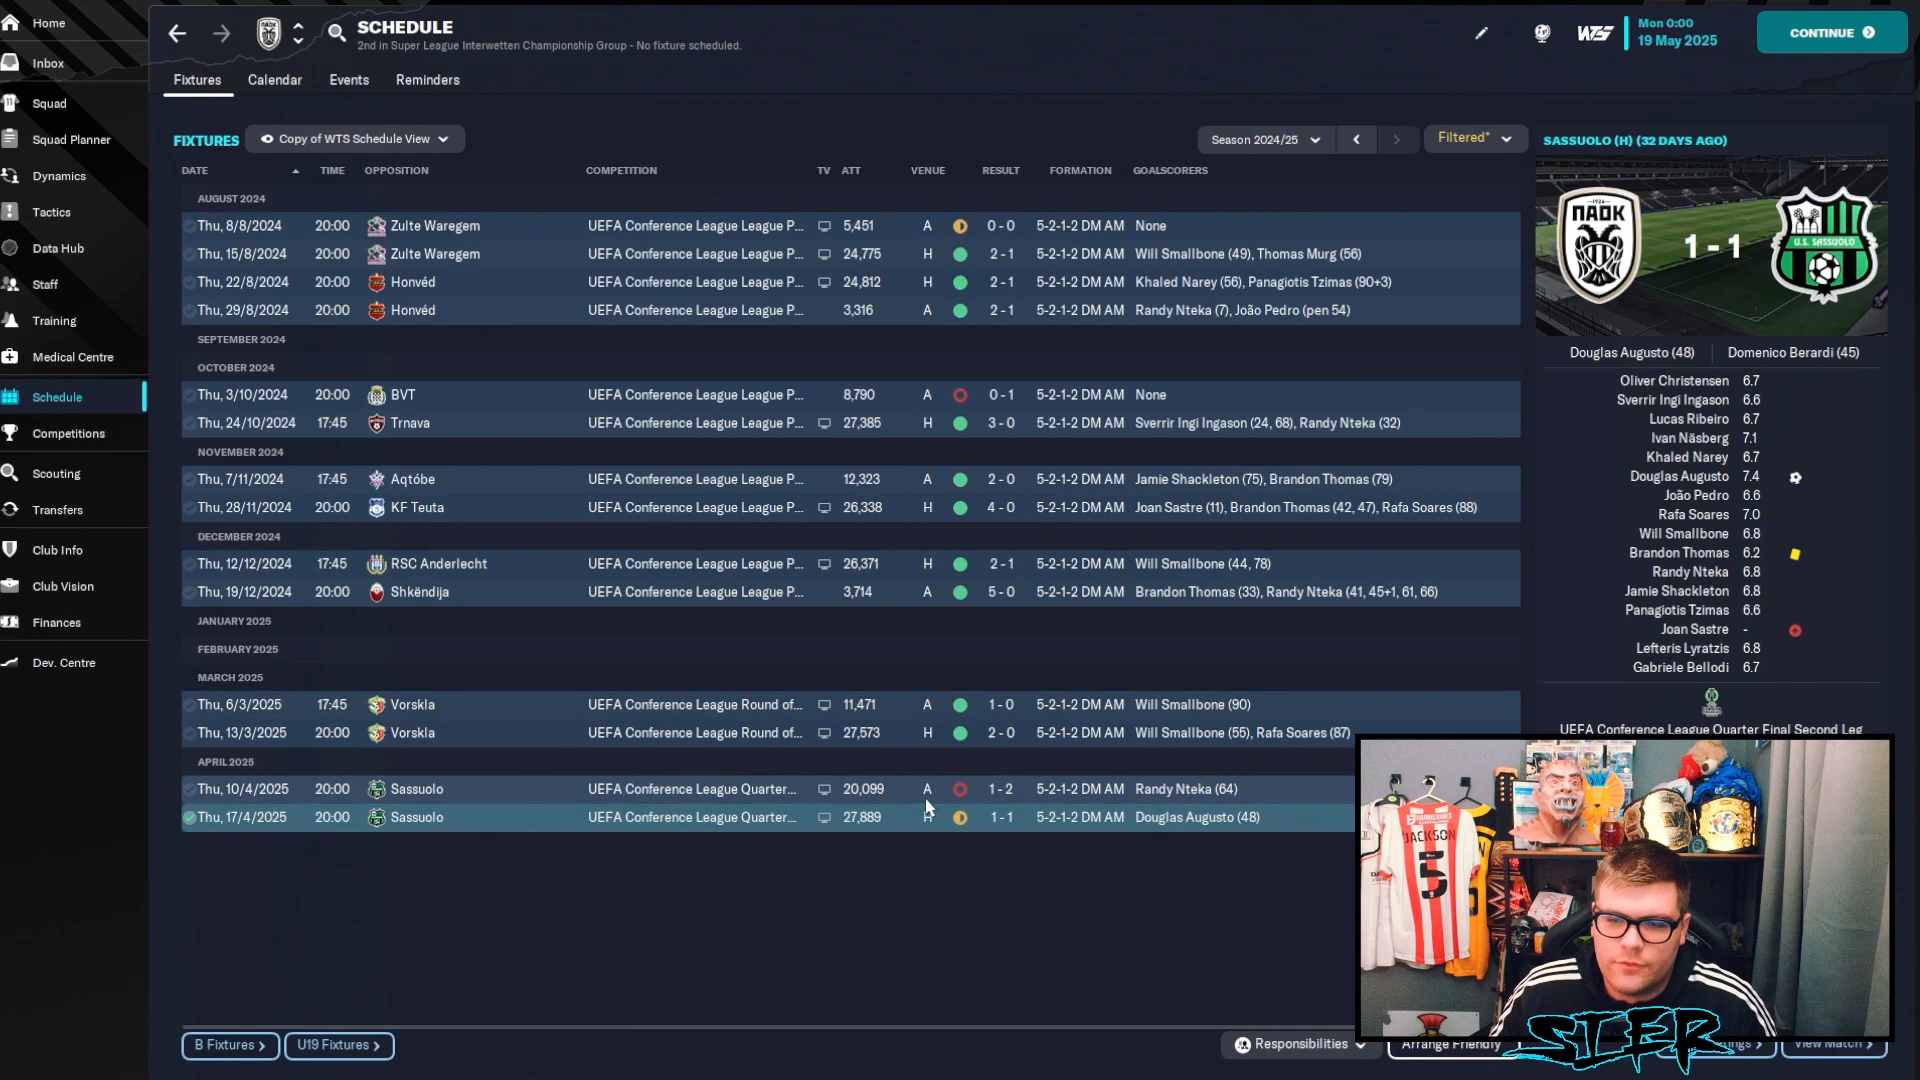 Home
Inbox
Squad
Squad Planner
Dynamics
Tactics
Data Hub
Staff
Training
Medical Centre
Schedule
Competitions
Scouting
Transfers
Club Info
Club Vision
Finances
Dev. Centre
ΠΑΟΚ
SCHEDULE
2nd in Super League Interwetten Championship Group - No fixture scheduled.
WTS
Mon 0:00
19 May 2025
CONTINUE
Fixtures Calendar Events Reminders
FIXTURES Copy of WTS Schedule View Season 2024/25 Filtered*
DATE TIME OPPOSITION COMPETITION TV ATT VENUE RESULT FORMATION GOALSCORERS
AUGUST 2024
Thu, 8/8/2024 20:00 Zulte Waregem UEFA Conference League League P... 5,451 A 0 - 0 5-2-1-2 DM AM None
Thu, 15/8/2024 20:00 Zulte Waregem UEFA Conference League League P... 24,775 H 2 - 1 5-2-1-2 DM AM Will Smallbone (49), Thomas Murg (56)
Thu, 22/8/2024 20:00 Honvéd UEFA Conference League League P... 24,812 H 2 - 1 5-2-1-2 DM AM Khaled Narey (56), Panagiotis Tzimas (90+3)
Thu, 29/8/2024 20:00 Honvéd UEFA Conference League League P... 3,316 A 2 - 1 5-2-1-2 DM AM Randy Nteka (7), João Pedro (pen 54)
SEPTEMBER 2024
OCTOBER 2024
Thu, 3/10/2024 20:00 BVT UEFA Conference League League P... 8,790 A 0 - 1 5-2-1-2 DM AM None
Thu, 24/10/2024 17:45 Trnava UEFA Conference League League P... 27,385 H 3 - 0 5-2-1-2 DM AM Sverrir Ingi Ingason (24, 68), Randy Nteka (32)
NOVEMBER 2024
Thu, 7/11/2024 17:45 Aqtóbe UEFA Conference League League P... 12,323 A 2 - 0 5-2-1-2 DM AM Jamie Shackleton (75), Brandon Thomas (79)
Thu, 28/11/2024 20:00 KF Teuta UEFA Conference League League P... 26,338 H 4 - 0 5-2-1-2 DM AM Joan Sastre (11), Brandon Thomas (42, 47), Rafa Soares (88)
DECEMBER 2024
Thu, 12/12/2024 17:45 RSC Anderlecht UEFA Conference League League P... 26,371 H 2 - 1 5-2-1-2 DM AM Will Smallbone (44, 78)
Thu, 19/12/2024 20:00 Shkëndija UEFA Conference League League P... 3,714 A 5 - 0 5-2-1-2 DM AM Brandon Thomas (33), Randy Nteka (41, 45+1, 61, 66)
JANUARY 2025
FEBRUARY 2025
MARCH 2025
Thu, 6/3/2025 17:45 Vorskla UEFA Conference League Round of... 11,471 A 1 - 0 5-2-1-2 DM AM Will Smallbone (90)
Thu, 13/3/2025 20:00 Vorskla UEFA Conference League Round of... 27,573 H 2 - 0 5-2-1-2 DM AM Will Smallbone (55), Rafa Soares (87)
APRIL 2025
Thu, 10/4/2025 20:00 Sassuolo UEFA Conference League Quarter... 20,099 A 1 - 2 5-2-1-2 DM AM Randy Nteka (64)
Thu, 17/4/2025 20:00 Sassuolo UEFA Conference League Quarter... 27,889 H 1 - 1 5-2-1-2 DM AM Douglas Augusto (48)
SASSUOLO (H) (32 DAYS AGO)
1926
ΠΑΟΚ
1 - 1
U.S. SASSUOLO
Douglas Augusto (48) Domenico Berardi (45)
Oliver Christensen 6.7
Sverrir Ingi Ingason 6.6
Lucas Ribeiro 6.7
Ivan Näsberg 7.1
Khaled Narey 6.7
Douglas Augusto 7.4
João Pedro 6.6
Rafa Soares 7.0
Will Smallbone 6.8
Brandon Thomas 6.2
Randy Nteka 6.8
Jamie Shackleton 6.8
Panagiotis Tzimas 6.6
Joan Sastre -
Lefteris Lyratzis 6.8
Gabriele Bellodi 6.7
UEFA Conference League Quarter Final Second Leg
JACKSON
5
SLER
B Fixtures U19 Fixtures Responsibilities Arrange Friendly View Match